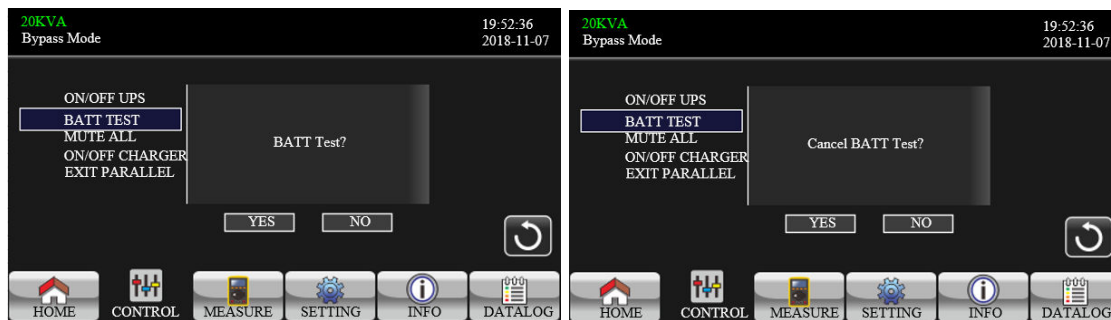 20KVA
Bypass Mode
19:52:36
2018-11-07
ON/OFF UPS
BATT TEST
MUTE ALL
ON/OFF CHARGER
EXIT PARALLEL
BATT Test?
YES NO
HOME CONTROL MEASURE SETTING INFO DATALOG
20KVA
Bypass Mode
19:52:36
2018-11-07
ON/OFF UPS
BATT TEST
MUTE ALL
ON/OFF CHARGER
EXIT PARALLEL
Cancel BATT Test?
YES NO
HOME CONTROL MEASURE SETTING INFO DATALOG